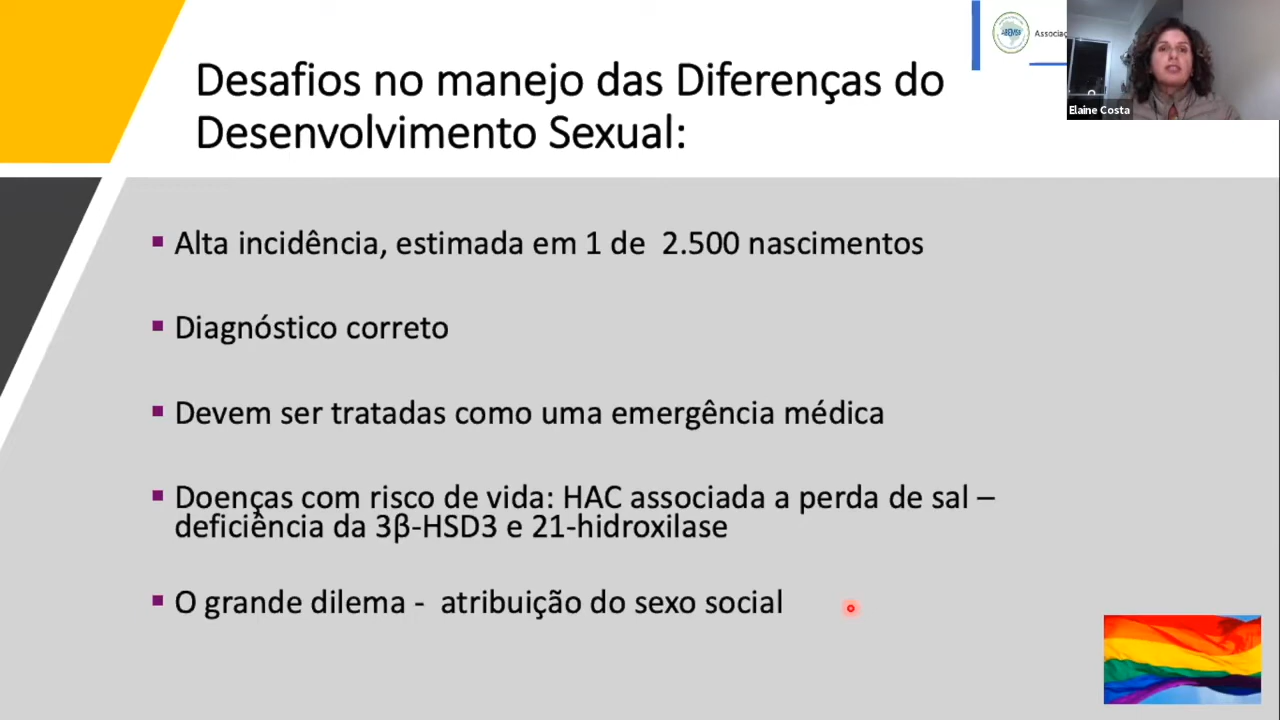 Desafios no manejo das Diferenças do
Desenvolvimento Sexual:
Elaine Costa
▪ Alta incidência, estimada em 1 de 2.500 nascimentos
▪ Diagnóstico correto
▪ Devem ser tratadas como uma emergência médica
▪ Doenças com risco de vida: HAC associada a perda de sal –
deficiência da 3β-HSD3 e 21-hidroxilase
▪ O grande dilema - atribuição do sexo social